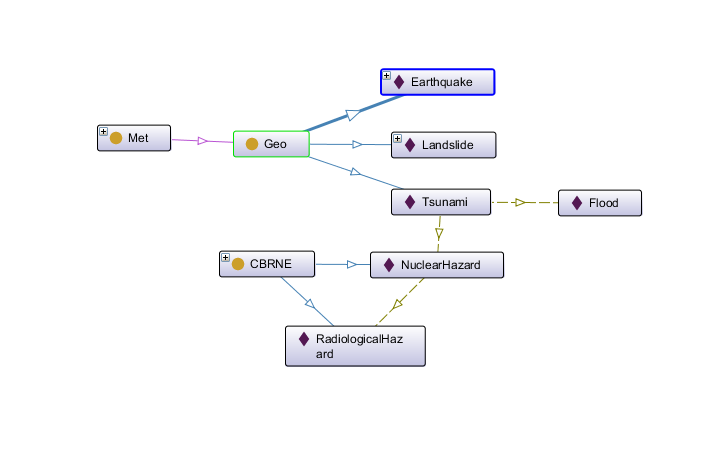 Earthquake
Met
Geo
Landslide
Tsunami
Flood
CBRNE
NuclearHazard
RadiologicalHaz
ard